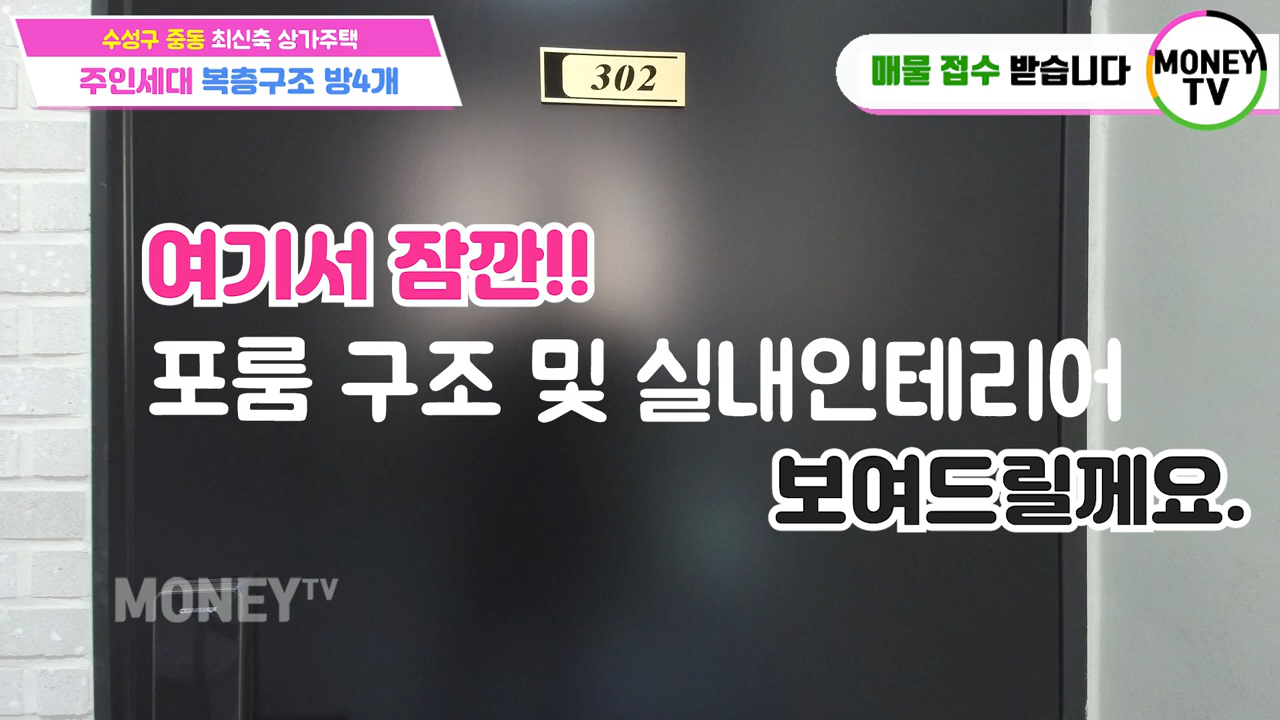 수성구 중동 최신축 상가주택
주인세대 복층구조 방4개
매물 접수 받습니다
MONEY
TV
302
여기서 잠깐!!
포룸 구조 및 실내인테리어
보여드릴께요.
MONEY TV